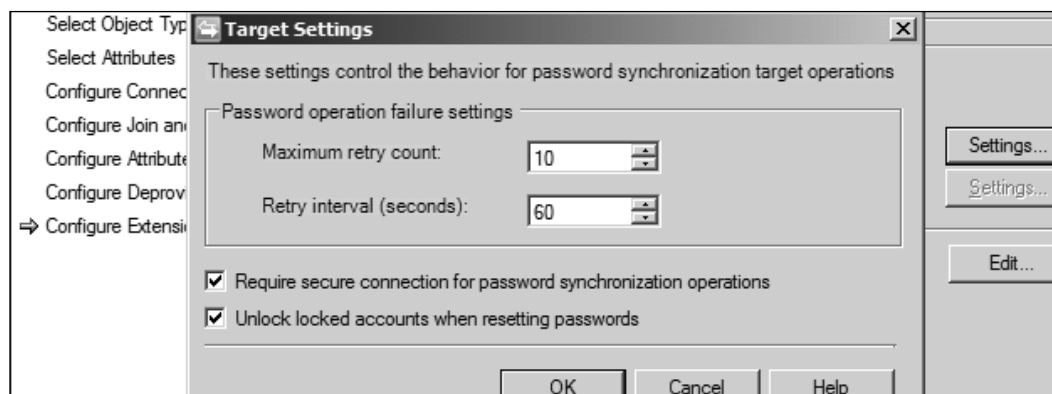 Select Object Typ
Target Settings
Select Attributes
These settings control the behavior for password synchronization target operations
Configure Connec
Password operation failure settings
Configure Join an
Maximum retry count: 10
Settings...
Configure Attribute
Settings...
Configure Deprov
Retry interval (seconds): 60
Configure Extensi
Edit...
Require secure connection for password synchronization operations
Unlock locked accounts when resetting passwords
OK Cancel Help